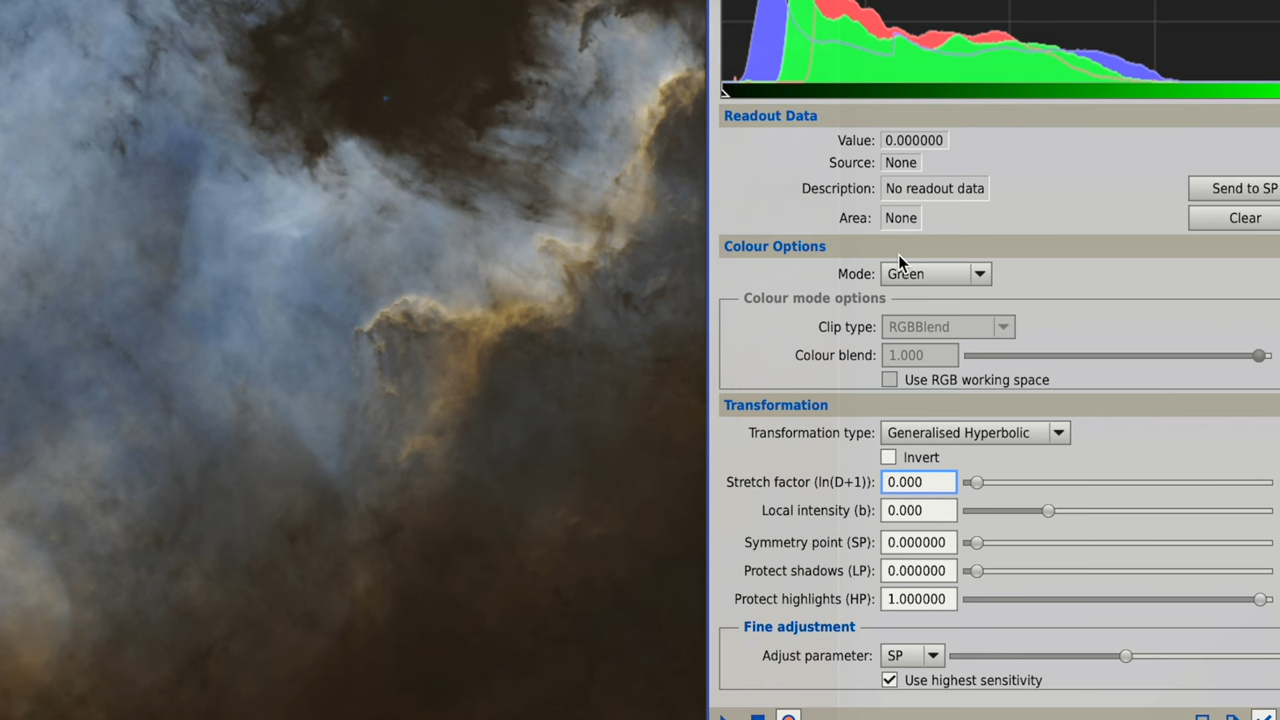 Readout Data
Value: 0.000000
Source: None
Description: No readout data
Send to SP
Area: None
Clear
Colour Options
Mode: Green
Colour mode options
Clip type: RGBBlend
Colour blend: 1.000
Use RGB working space
Transformation
Transformation type: Generalised Hyperbolic
Invert
Stretch factor (ln(D+1)): 0.000
Local intensity (b): 0.000
Symmetry point (SP): 0.000000
Protect shadows (LP): 0.000000
Protect highlights (HP): 1.000000
Fine adjustment
Adjust parameter: SP
Use highest sensitivity